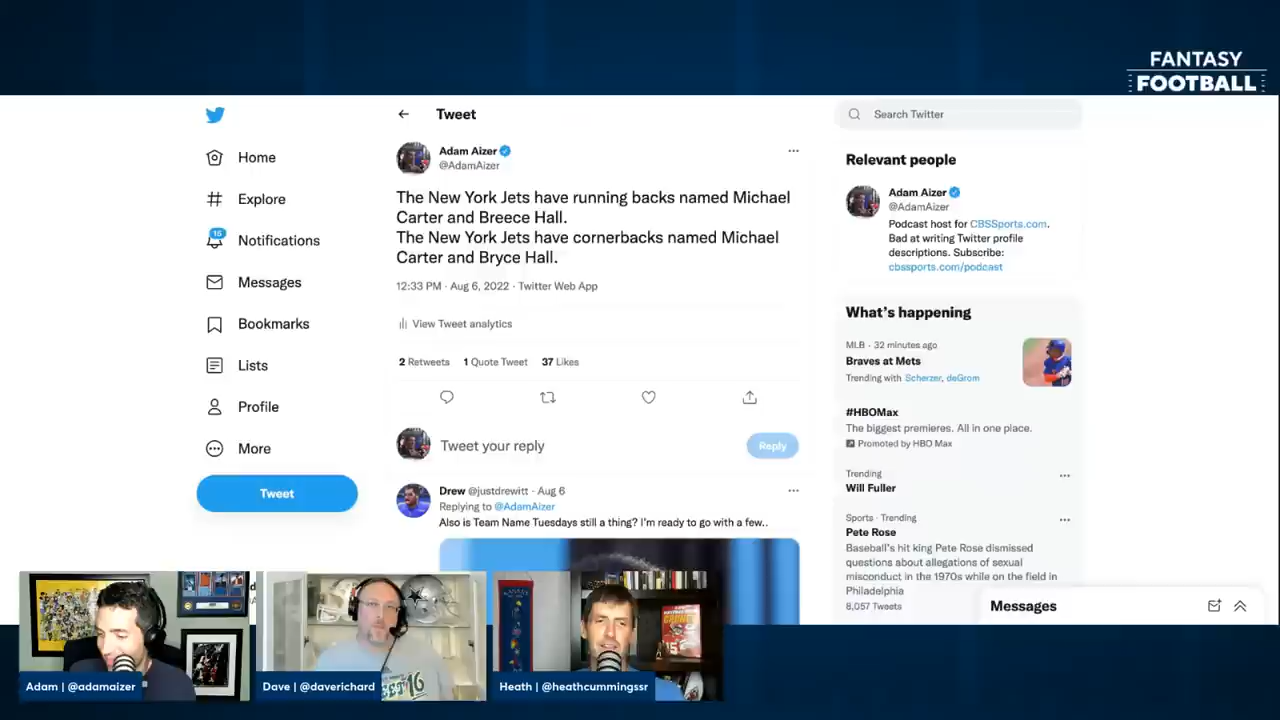 FANTASY
FOOTBALL
Home
Explore
15
Notifications
Messages
Bookmarks
Lists
Profile
More
Tweet
Tweet
Adam Aizer
@AdamAizer
The New York Jets have running backs named Michael
Carter and Breece Hall.
The New York Jets have cornerbacks named Michael
Carter and Bryce Hall.
12:33 PM · Aug 6, 2022 · Twitter Web App
View Tweet analytics
2 Retweets 1 Quote Tweet 37 Likes
Tweet your reply
Reply
Drew @justdrewitt · Aug 6
Replying to @AdamAizer
Also is Team Name Tuesdays still a thing? I'm ready to go with a few..
Search Twitter
Relevant people
Adam Aizer
@AdamAizer
Podcast host for CBSSports.com.
Bad at writing Twitter profile
descriptions. Subscribe:
cbssports.com/podcast
What's happening
MLB · 32 minutes ago
Braves at Mets
Trending with Scherzer, deGrom
#HBOMax
The biggest premieres. All in one place.
Promoted by HBO Max
Trending
Will Fuller
Sports · Trending
Pete Rose
Baseball's hit king Pete Rose dismissed
questions about allegations of sexual
misconduct in the 1970s while on the field in
Philadelphia
8,057 Tweets
Messages
Adam | @adamaizer
Dave | @daverichard
Heath | @heathcummingssr